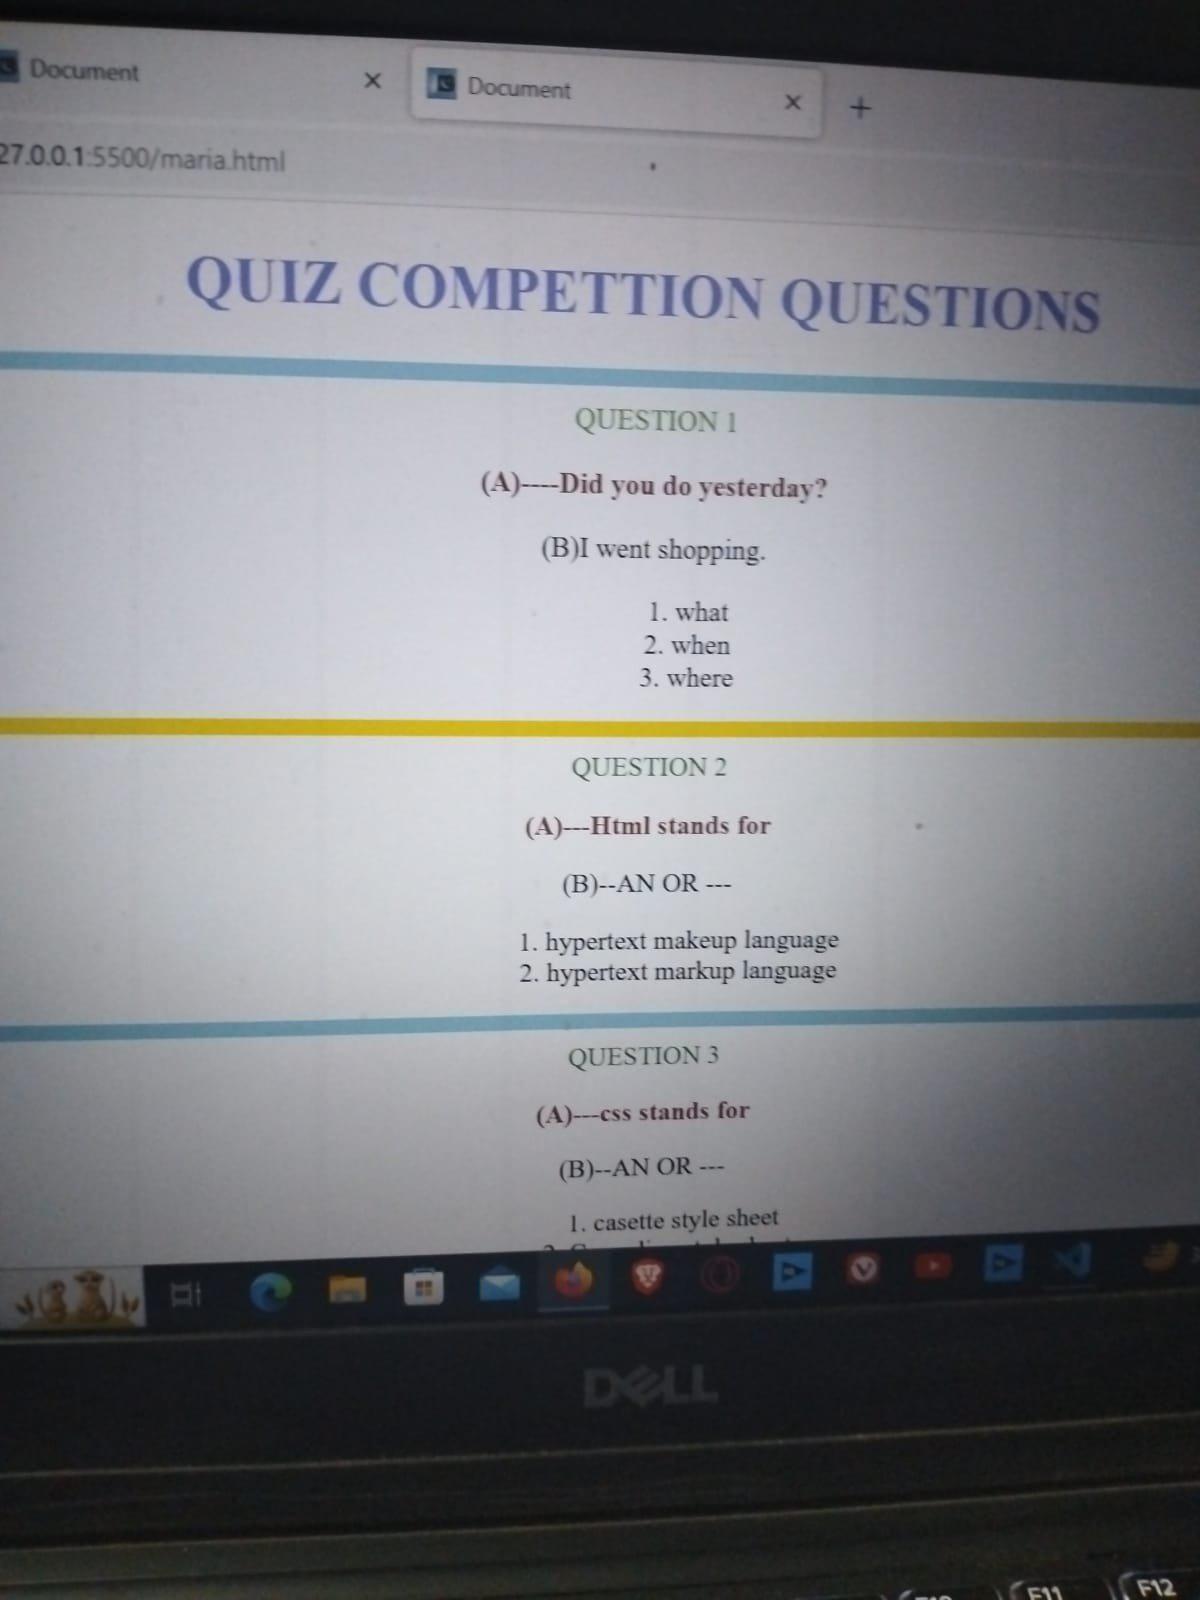 Document
Document
27.0.0.1:5500/maria.html
QUIZ COMPETTION QUESTIONS
QUESTION 1
(A)----Did you do yesterday?
(B)I went shopping.
1. what
2. when
3. where
QUESTION 2
(A)---Html stands for
(B)--AN OR ---
1. hypertext makeup language
2. hypertext markup language
QUESTION 3
(A)---css stands for
(B)--AN OR ---
1. casette style sheet
DELL
F11
F12